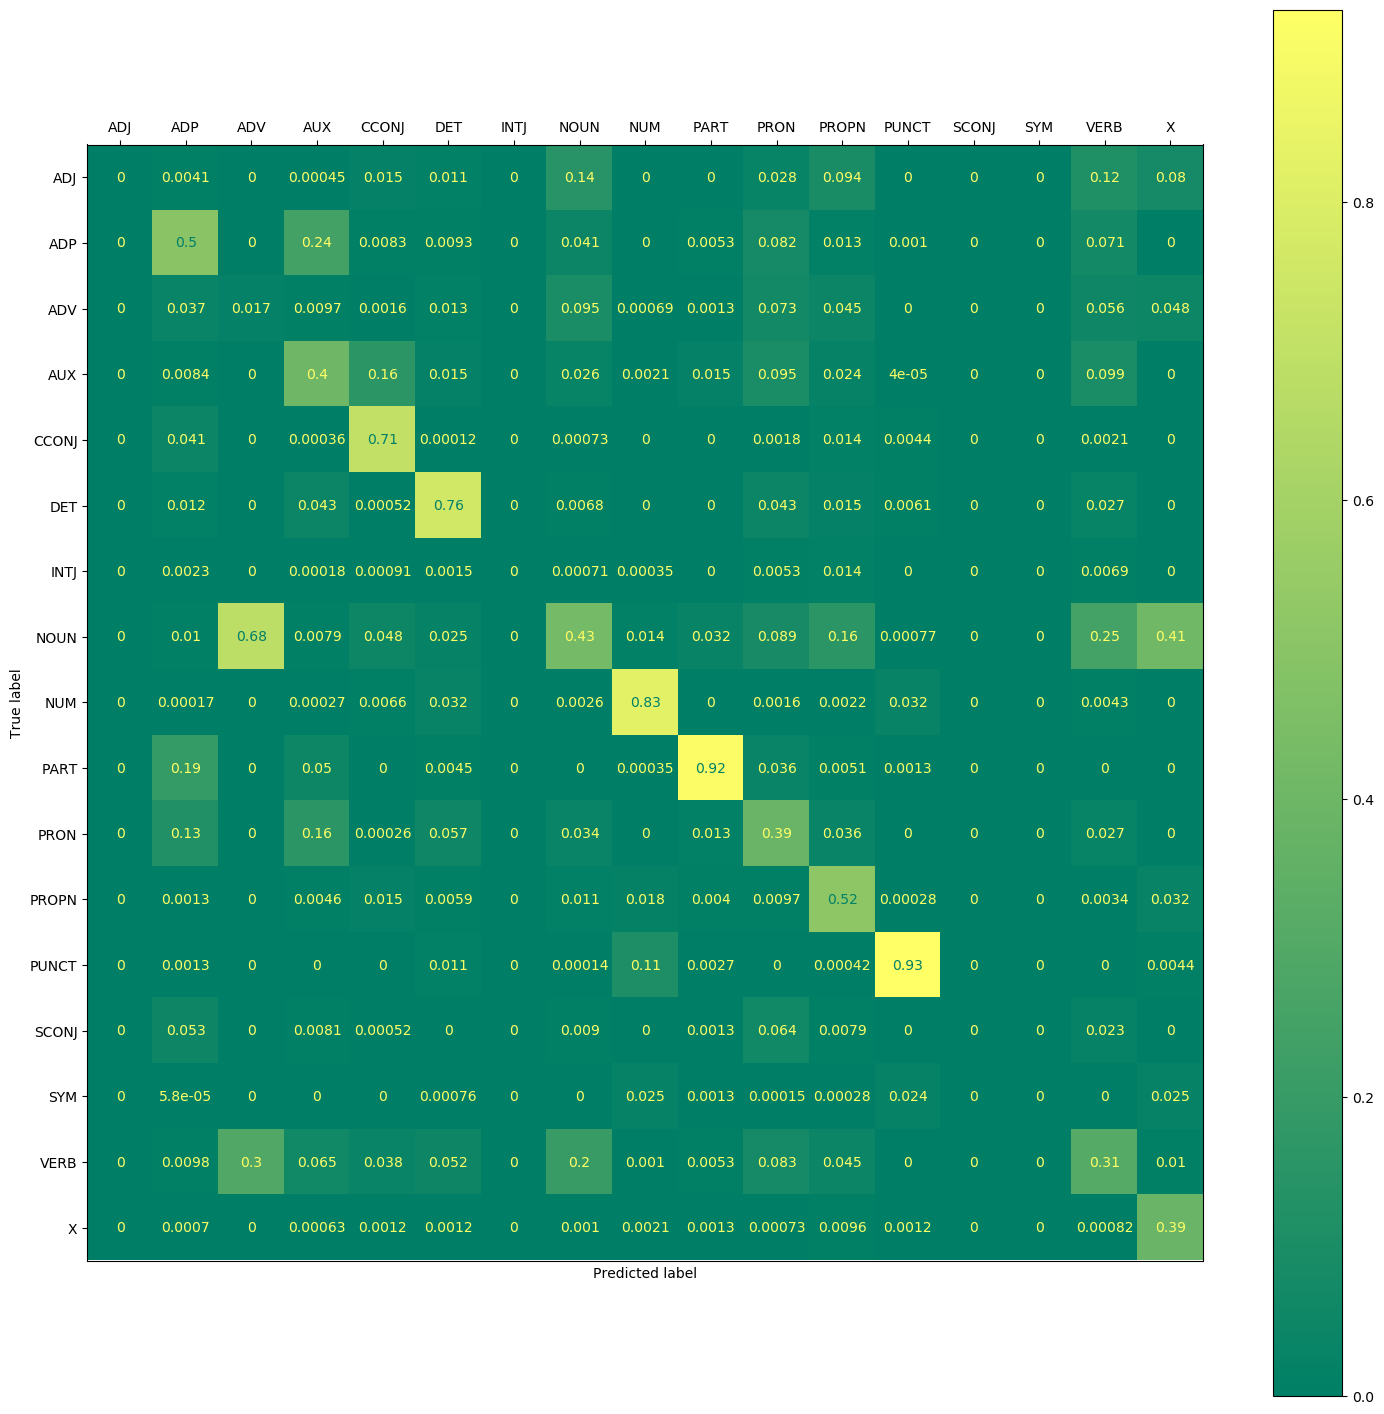 ADJ ADP ADV AUX CCONJ DET INTJ NOUN NUM PART PRON PROPN PUNCT SCONJ SYM VERB X
ADJ 0 0.0041 0 0.00045 0.015 0.011 0 0.14 0 0 0.028 0.094 0 0 0 0.12 0.08
ADP 0 0.5 0 0.24 0.0083 0.0093 0 0.041 0 0.0053 0.082 0.013 0.001 0 0 0.071 0
ADV 0 0.037 0.017 0.0097 0.0016 0.013 0 0.095 0.00069 0.0013 0.073 0.045 0 0 0 0.056 0.048
AUX 0 0.0084 0 0.4 0.16 0.015 0 0.026 0.0021 0.015 0.095 0.024 4e-05 0 0 0.099 0
CCONJ 0 0.041 0 0.00036 0.71 0.00012 0 0.00073 0 0 0.0018 0.014 0.0044 0 0 0.0021 0
DET 0 0.012 0 0.043 0.00052 0.76 0 0.0068 0 0 0.043 0.015 0.0061 0 0 0.027 0
INTJ 0 0.0023 0 0.00018 0.00091 0.0015 0 0.00071 0.00035 0 0.0053 0.014 0 0 0 0.0069 0
NOUN 0 0.01 0.68 0.0079 0.048 0.025 0 0.43 0.014 0.032 0.089 0.16 0.00077 0 0 0.25 0.41
NUM 0 0.00017 0 0.00027 0.0066 0.032 0 0.0026 0.83 0 0.0016 0.0022 0.032 0 0 0.0043 0
PART 0 0.19 0 0.05 0 0.0045 0 0 0.00035 0.92 0.036 0.0051 0.0013 0 0 0 0
PRON 0 0.13 0 0.16 0.00026 0.057 0 0.034 0 0.013 0.39 0.036 0 0 0 0.027 0
PROPN 0 0.0013 0 0.0046 0.015 0.0059 0 0.011 0.018 0.004 0.0097 0.52 0.00028 0 0 0.0034 0.032
PUNCT 0 0.0013 0 0 0 0.011 0 0.00014 0.11 0.0027 0 0.00042 0.93 0 0 0 0.0044
SCONJ 0 0.053 0 0.0081 0.00052 0 0 0.009 0 0.0013 0.064 0.0079 0 0 0 0.023 0
SYM 0 5.8e-05 0 0 0 0.00076 0 0 0.025 0.0013 0.00015 0.00028 0.024 0 0 0 0.025
VERB 0 0.0098 0.3 0.065 0.038 0.052 0 0.2 0.001 0.0053 0.083 0.045 0 0 0 0.31 0.01
X 0 0.0007 0 0.00063 0.0012 0.0012 0 0.001 0.0021 0.0013 0.00073 0.0096 0.0012 0 0 0.00082 0.39
Predicted label
True label
0.8
0.6
0.4
0.2
0.0